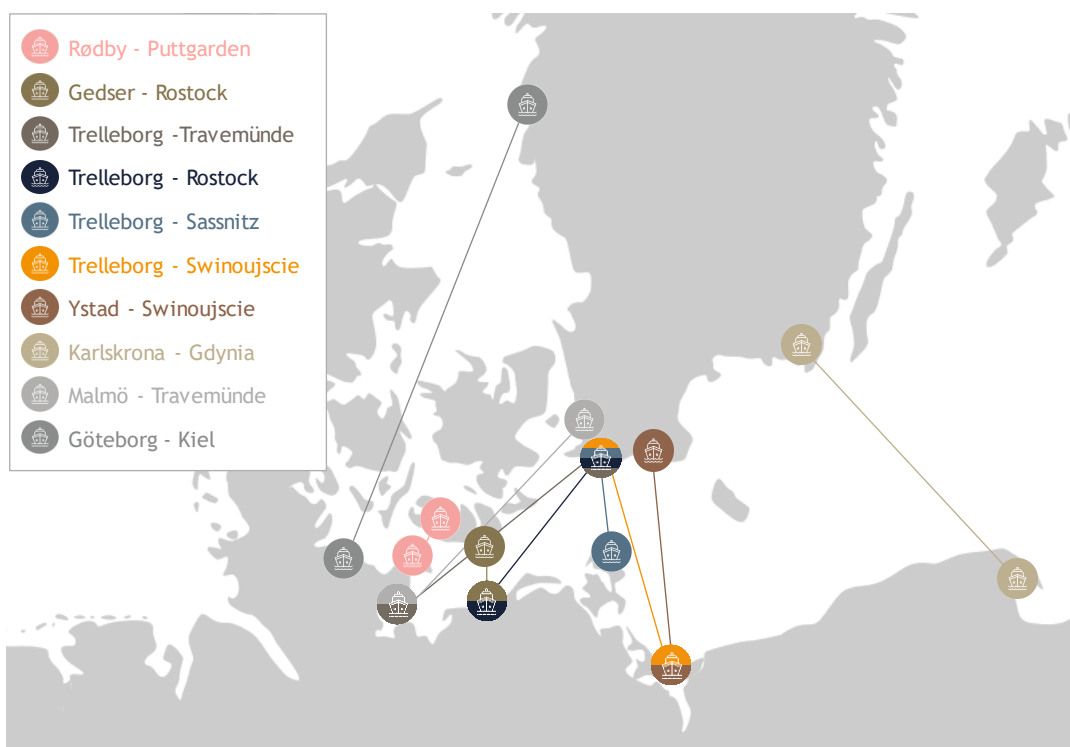 Rødby - Puttgarden
Gedser - Rostock
Trelleborg -Travemünde
Trelleborg - Rostock
Trelleborg - Sassnitz
Trelleborg - Swinoujscie
Ystad - Swinoujscie
Karlskrona - Gdynia
Malmö - Travemünde
Göteborg - Kiel